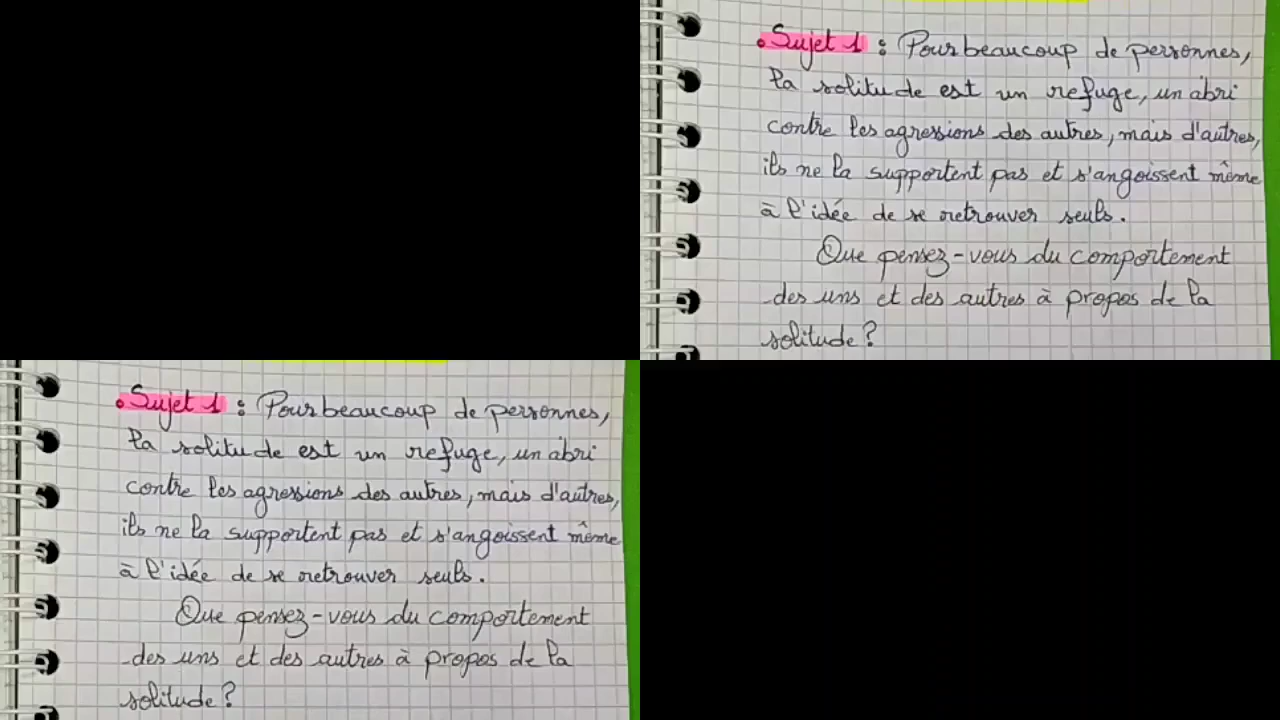 Sujet 1 : Pour beaucoup de personnes,
la solitude est un refuge, un abri
contre les agressions des autres, mais d'autres,
ils ne la supportent pas et s'angoissent même
à l'idée de se retrouver seuls.
Que pensez-vous du comportement
des uns et des autres à propos de la
solitude ?
Sujet 1 : Pour beaucoup de personnes,
la solitude est un refuge, un abri
contre les agressions des autres, mais d'autres,
ils ne la supportent pas et s'angoissent même
à l'idée de se retrouver seuls.
Que pensez-vous du comportement
des uns et des autres à propos de la
solitude ?